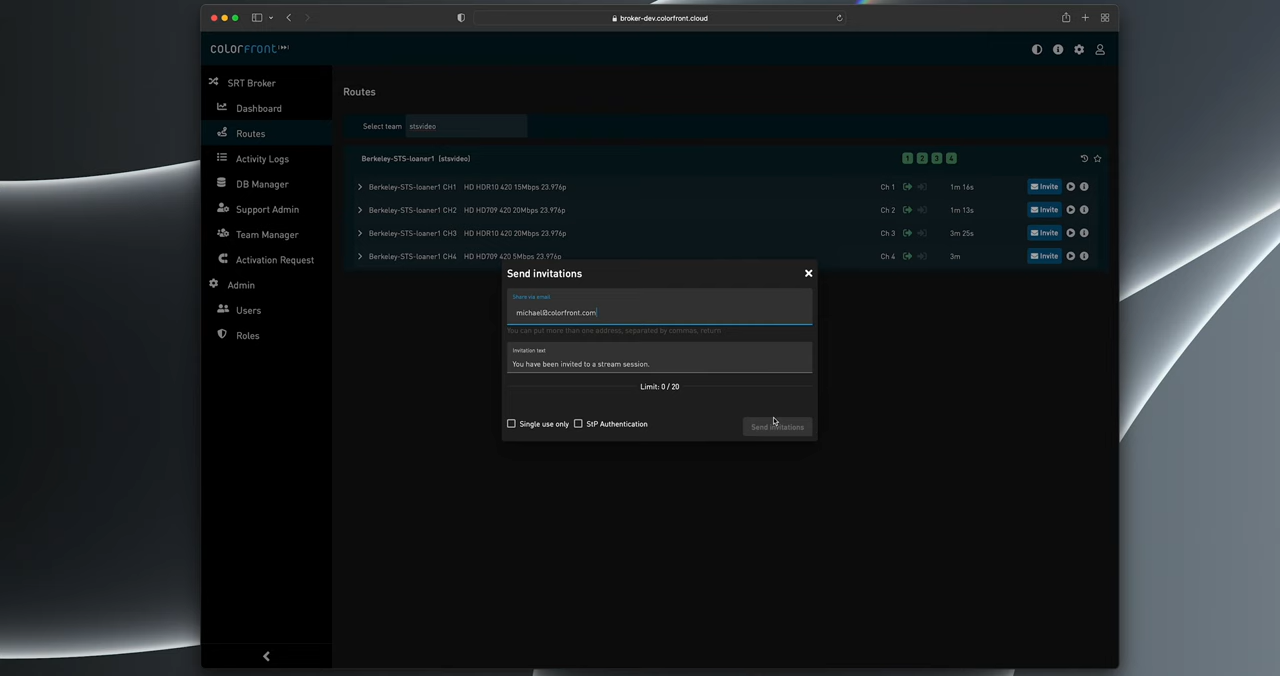 broker-dev.colorfront.cloud
colorfront
SRT Broker
Dashboard
Routes
Activity Logs
DB Manager
Support Admin
Team Manager
Activation Request
Admin
Users
Roles
Routes
Select team stsvideo
Berkeley-STS-loaner1 (stsvideo) 1 2 3 4
Berkeley-STS-loaner1 CH1 HD HDR10 420 15Mbps 23.976p Ch 1 1m 16s Invite
Berkeley-STS-loaner1 CH2 HD HD709 420 20Mbps 23.976p Ch 2 1m 13s Invite
Berkeley-STS-loaner1 CH3 HD HDR10 420 20Mbps 23.976p Ch 3 3m 25s Invite
Berkeley-STS-loaner1 CH4 HD HD709 420 5Mbps 23.976p Ch 4 3m Invite
Send invitations
Share via email
michael@colorfront.com
You can put more than one address, separated by commas, return
Invitation text
You have been invited to a stream session.
Limit: 0 / 20
Single use only StP Authentication Send invitations